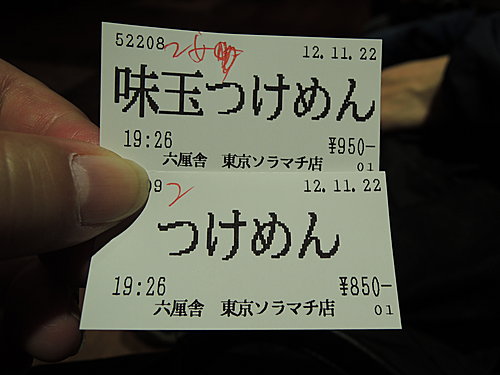 52208 12.11.22
味玉つけめん
19:26 ¥950-
六厘舎 東京ソラマチ店 01
09 2 12.11.22
つけめん
19:26 ¥850-
六厘舎 東京ソラマチ店 01